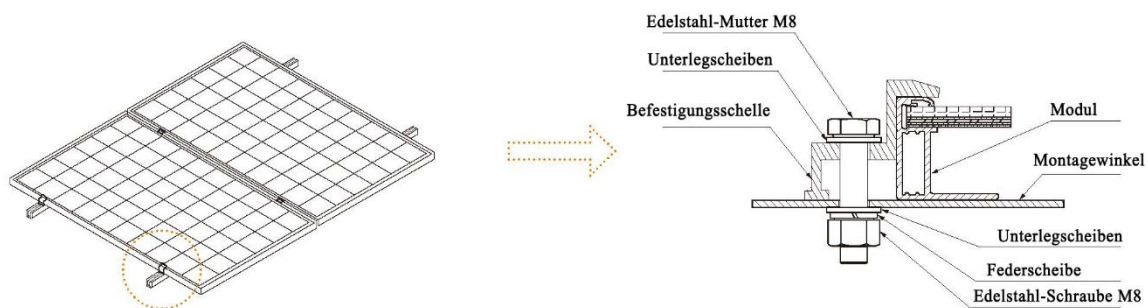 Edelstahl-Mutter M8
Unterlegscheiben
Befestigungsschelle
Modul
Montagewinkel
Unterlegscheiben
Federscheibe
Edelstahl-Schraube M8